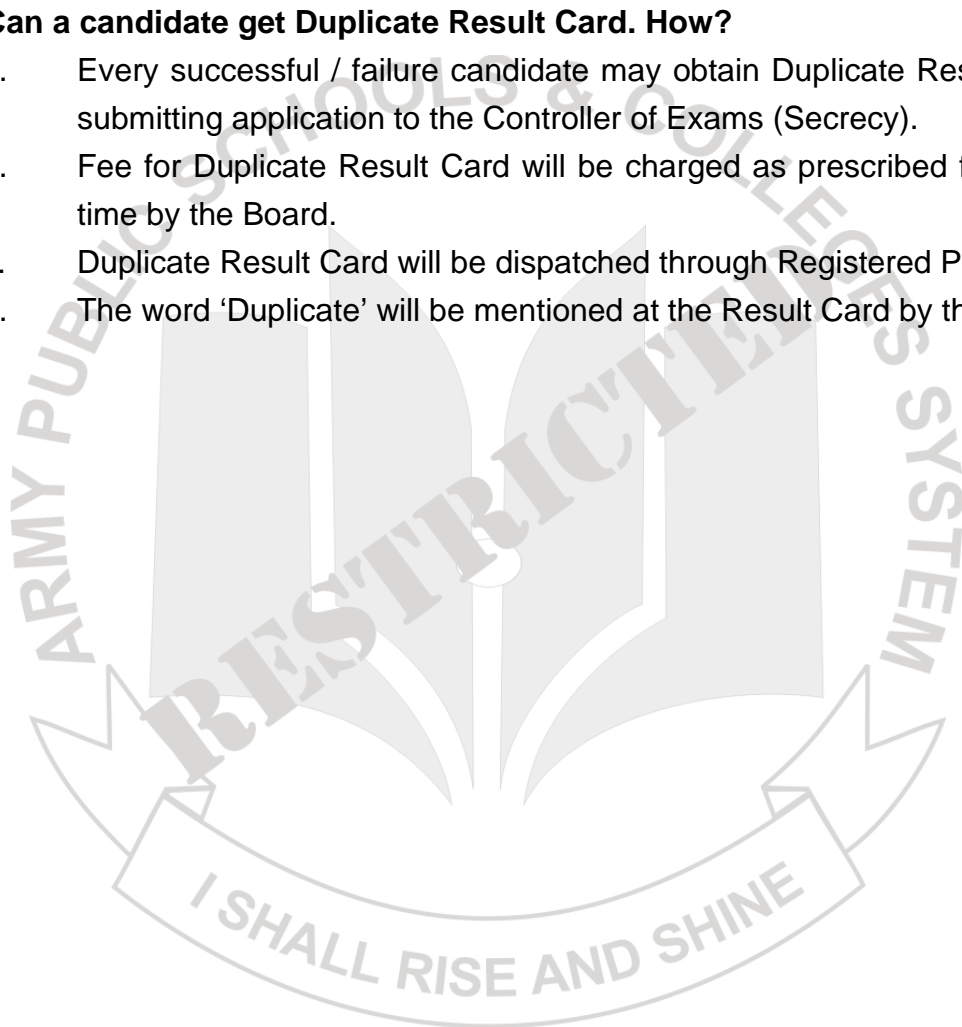 Can a candidate get Duplicate Result Card. How?
. Every successful / failure candidate may obtain Duplicate
submitting application to the Controller of Exams (Secrecy).
. Fee for Duplicate Result Card will be charged as prescribed
time by the Board.
. Duplicate Result Card will be dispatched through Registered
. The word ‘Duplicate’ will be mentioned at the Result Card by
ARMY PUBLIC SCHOOLS & COLLEGES SYSTEM
RESTRICTED
I SHALL RISE AND SHINE